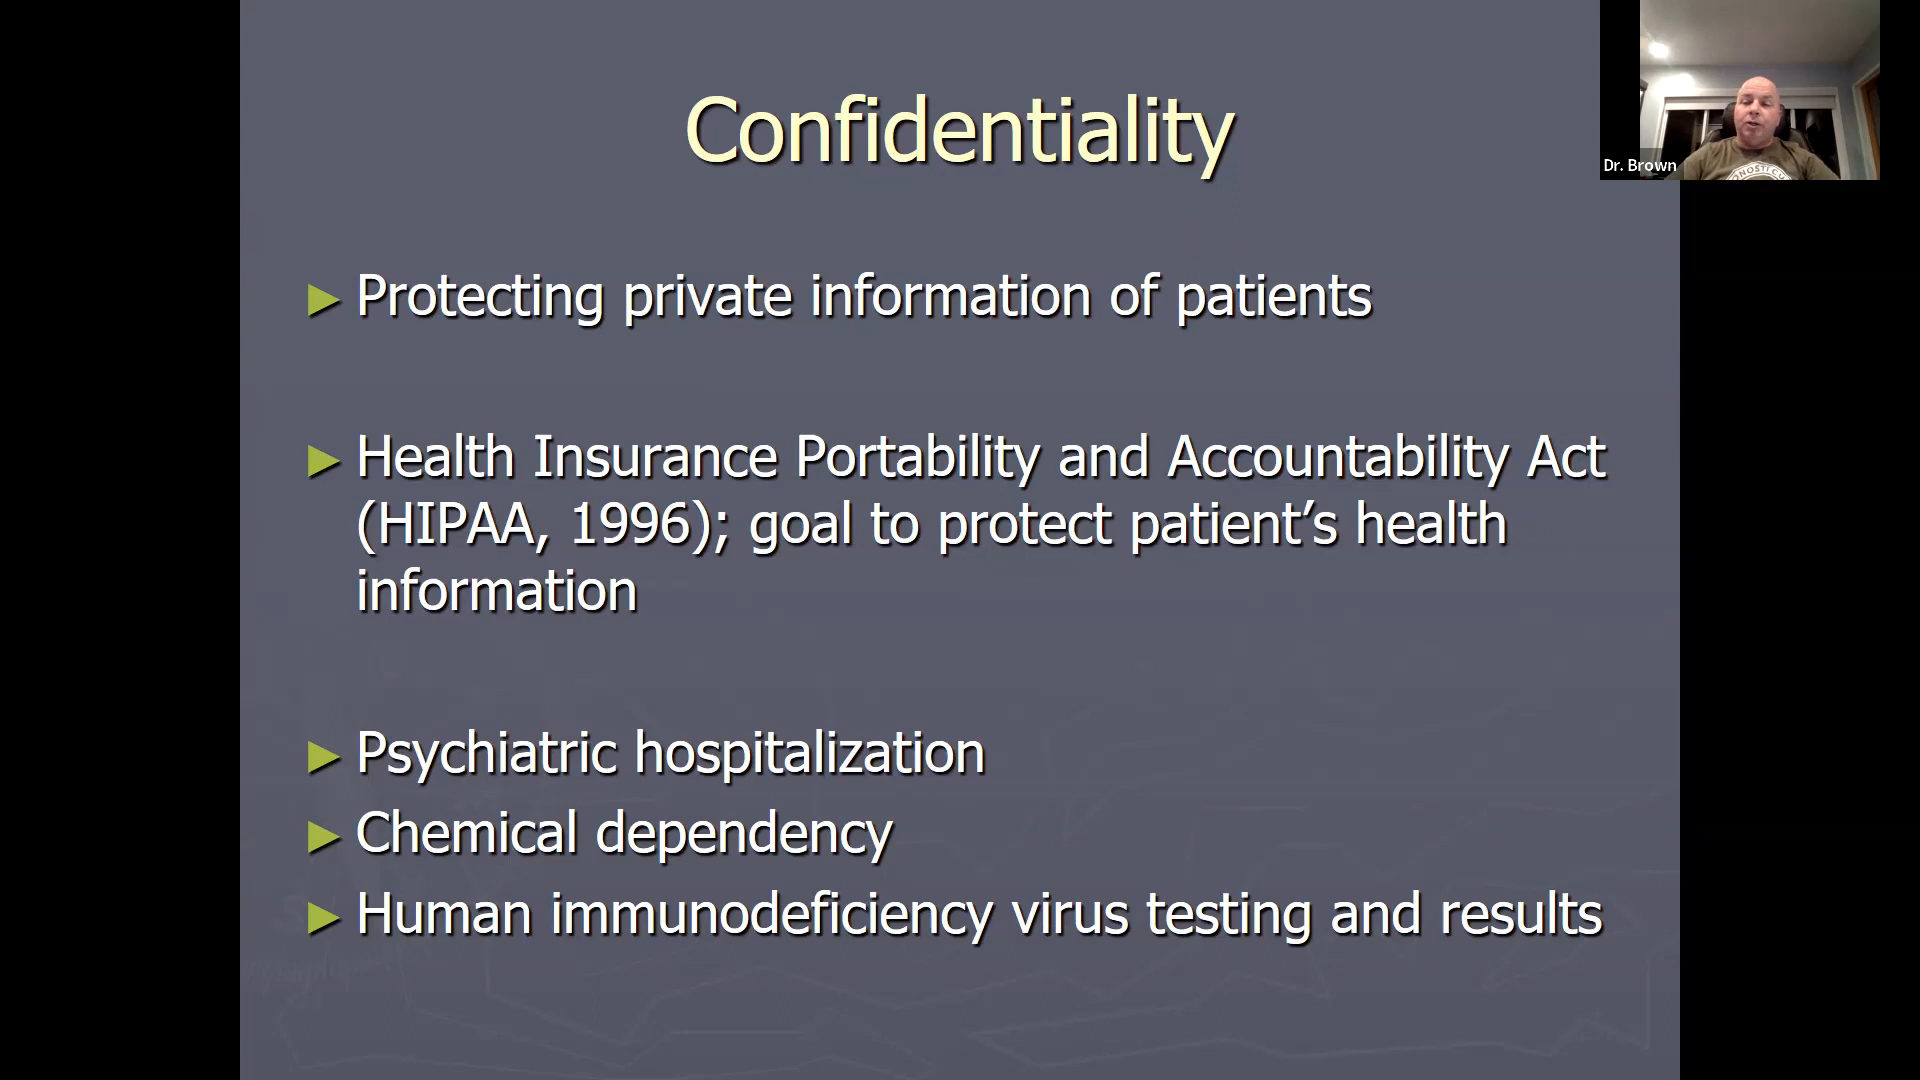 Confidentiality
Dr. Brown
► Protecting private information of patients
► Health Insurance Portability and Accountability Act
(HIPAA, 1996); goal to protect patient’s health
information
► Psychiatric hospitalization
► Chemical dependency
► Human immunodeficiency virus testing and results